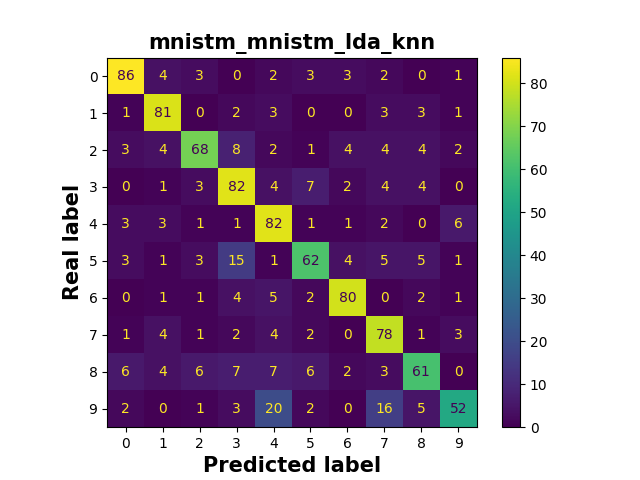 mnistm_mnistm_lda_knn
0 86 4 3 0 2 3 3 2 0 1
1 1 81 0 2 3 0 0 3 3 1
2 3 4 68 8 2 1 4 4 4 2
3 0 1 3 82 4 7 2 4 4 0
4 3 3 1 1 82 1 1 2 0 6
5 3 1 3 15 1 62 4 5 5 1
6 0 1 1 4 5 2 80 0 2 1
7 1 4 1 2 4 2 0 78 1 3
8 6 4 6 7 7 6 2 3 61 0
9 2 0 1 3 20 2 0 16 5 52
0 1 2 3 4 5 6 7 8 9
Predicted label
Real label
80
70
60
50
40
30
20
10
0